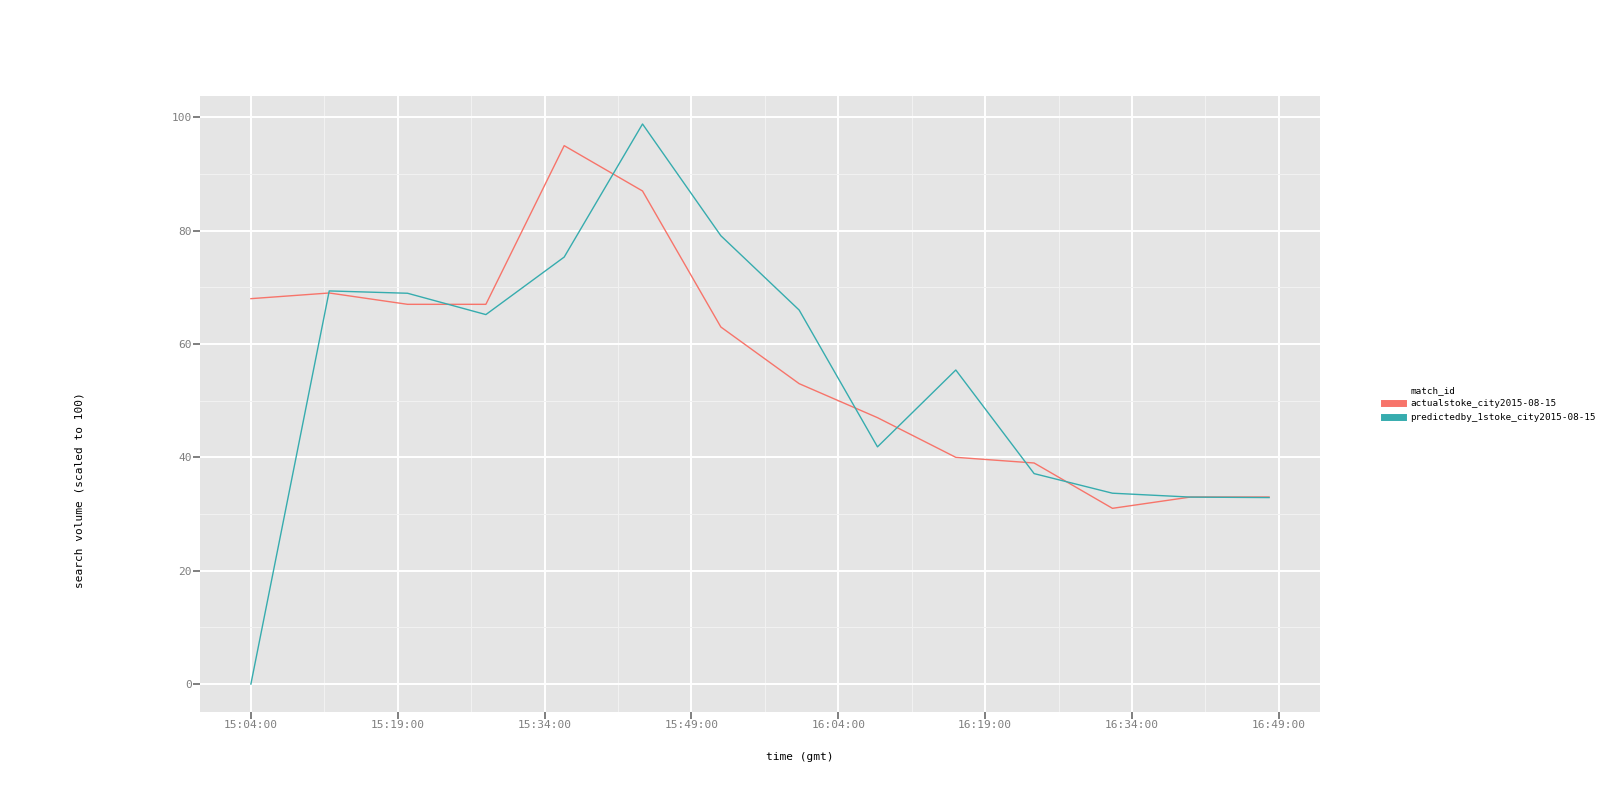 100
80
60
40
20
0
search volume (scaled to 100)
15:04:00 15:19:00 15:34:00 15:49:00 16:04:00 16:19:00 16:34:00 16:49:00
time (gmt)
match_id
actualstoke_city2015-08-15
predictedby_1stoke_city2015-08-15